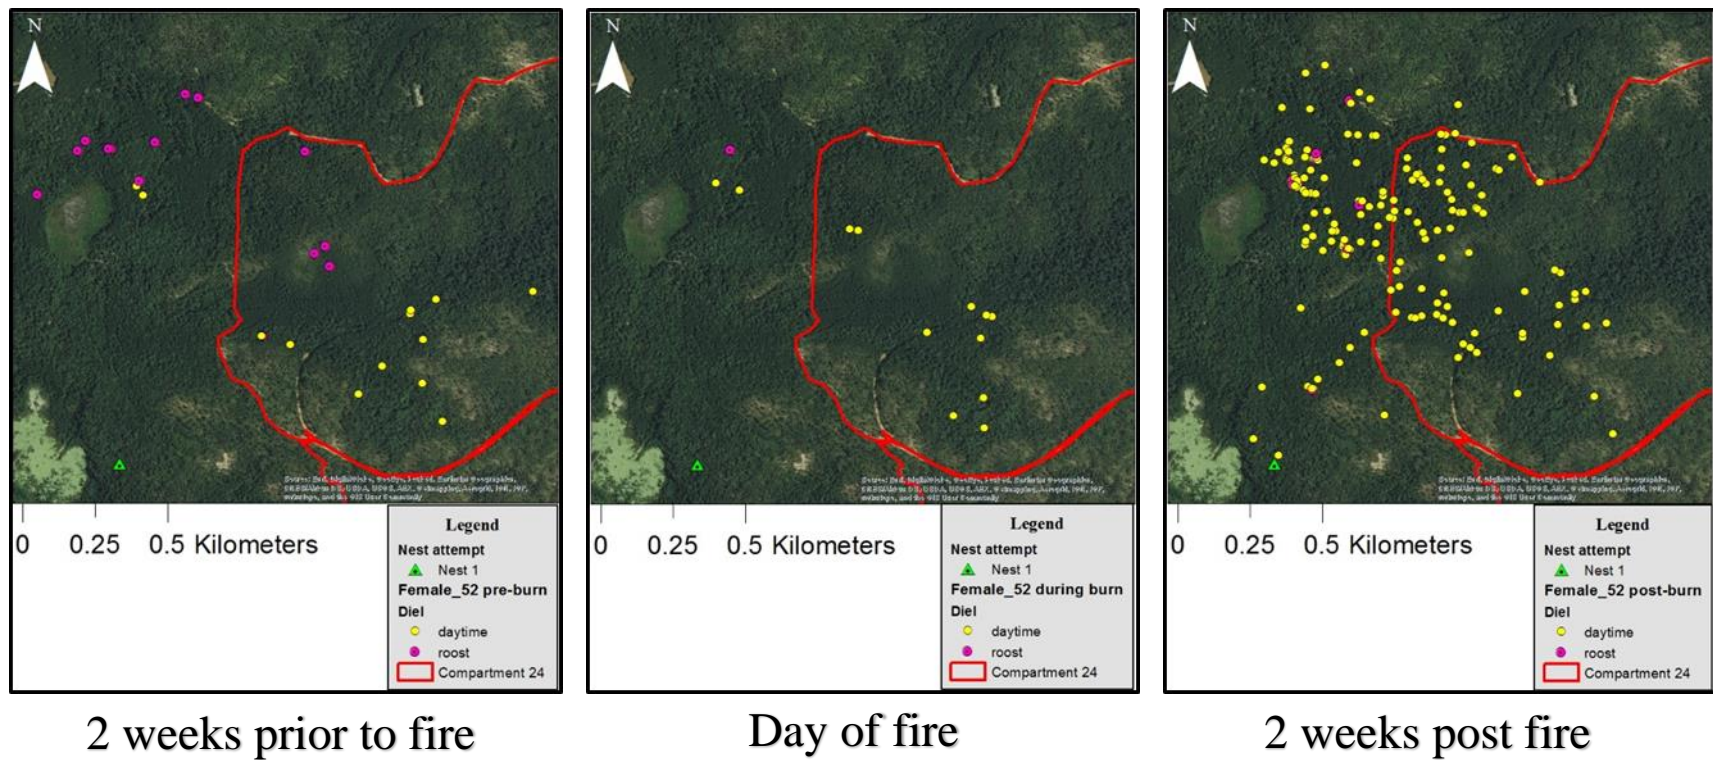 N
0 0.25 0.5 Kilometers
Legend
Nest attempt
Nest 1
Female_52 pre-burn
Diel
daytime
roost
Compartment 24
2 weeks prior to fire
N
0 0.25 0.5 Kilometers
Legend
Nest attempt
Nest 1
Female_52 during burn
Diel
daytime
roost
Compartment 24
Day of fire
N
0 0.25 0.5 Kilometers
Legend
Nest attempt
Nest 1
Female_52 post-burn
Diel
daytime
roost
Compartment 24
2 weeks post fire